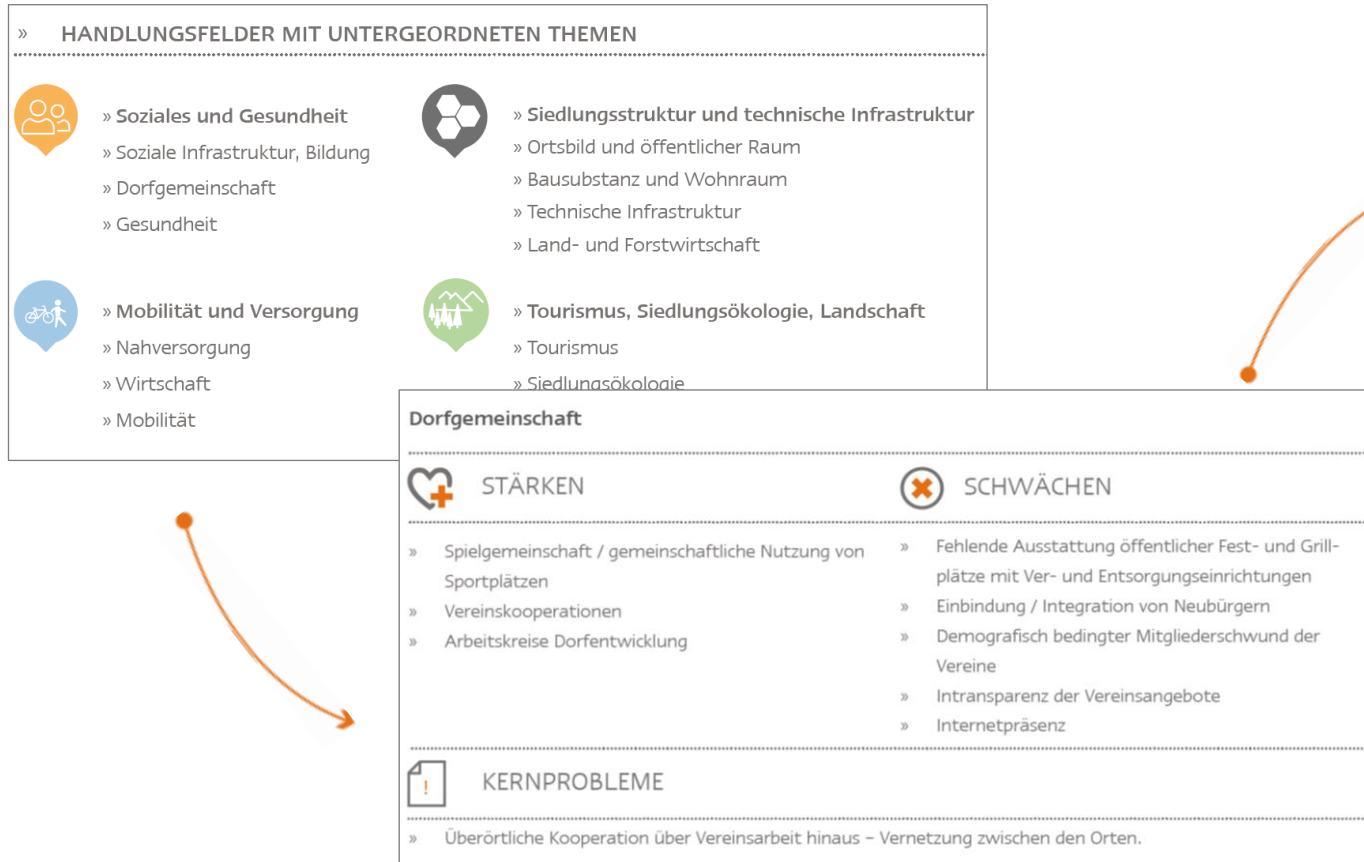 » HANDLUNGSFELDER MIT UNTERGEORDNETEN THEMEN
» Soziales und Gesundheit
» Soziale Infrastruktur, Bildung
» Dorfgemeinschaft
» Gesundheit
» Siedlungsstruktur und technische Infrastruktur
» Ortsbild und öffentlicher Raum
» Bausubstanz und Wohnraum
» Technische Infrastruktur
» Land- und Forstwirtschaft
» Mobilität und Versorgung
» Nahversorgung
» Wirtschaft
» Mobilität
» Tourismus, Siedlungsökologie, Landschaft
» Tourismus
» Siedlungsökologie
Dorfgemeinschaft
STÄRKEN
» Spielgemeinschaft / gemeinschaftliche Nutzung von
Sportplätzen
» Vereinskooperationen
» Arbeitskreise Dorfentwicklung
SCHWÄCHEN
» Fehlende Ausstattung öffentlicher Fest- und Grill-
plätze mit Ver- und Entsorgungseinrichtungen
» Einbindung / Integration von Neubürgern
» Demografisch bedingter Mitgliederschwund der
Vereine
» Intransparenz der Vereinsangebote
» Internetpräsenz
! KERNPROBLEME
» Überörtliche Kooperation über Vereinsarbeit hinaus – Vernetzung zwischen den Orten.